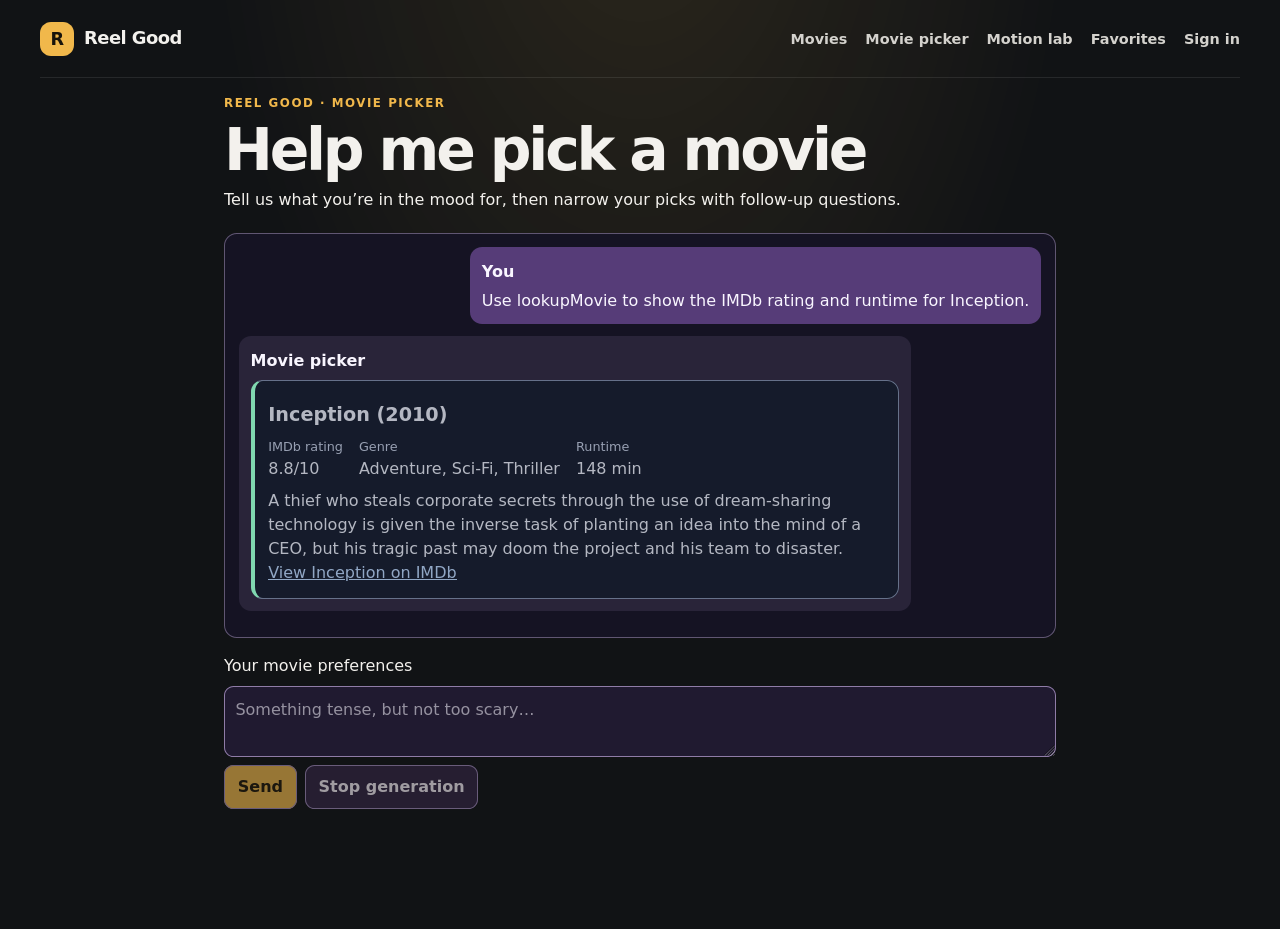 R Reel Good
Movies Movie picker Motion lab Favorites Sign in
REEL GOOD · MOVIE PICKER
Help me pick a movie
Tell us what you’re in the mood for, then narrow your picks with follow-up questions.
You
Use lookupMovie to show the IMDb rating and runtime for Inception.
Movie picker
Inception (2010)
IMDb rating Genre Runtime
8.8/10 Adventure, Sci-Fi, Thriller 148 min
A thief who steals corporate secrets through the use of dream-sharing
technology is given the inverse task of planting an idea into the mind of a
CEO, but his tragic past may doom the project and his team to disaster.
View Inception on IMDb
Your movie preferences
Something tense, but not too scary…
Send Stop generation